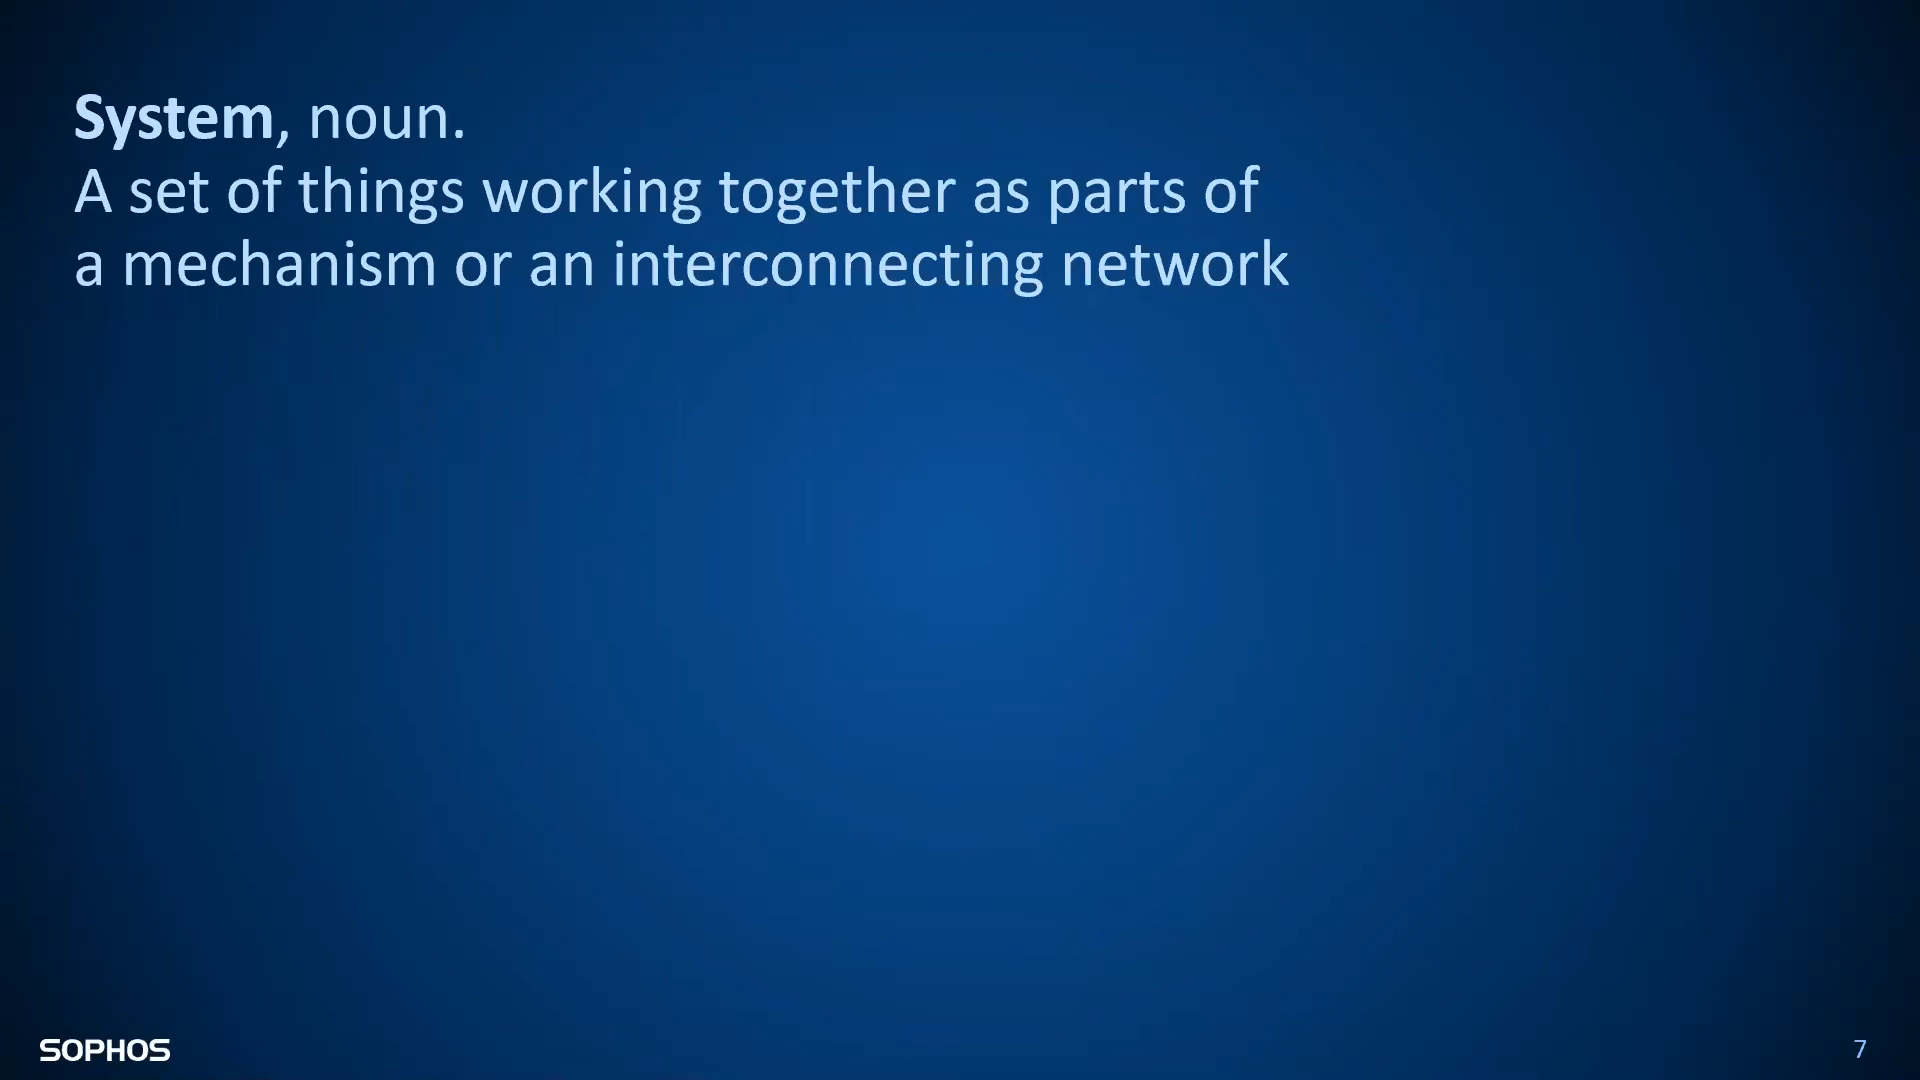 System, noun.
A set of things working together as parts of
a mechanism or an interconnecting network
SOPHOS
7